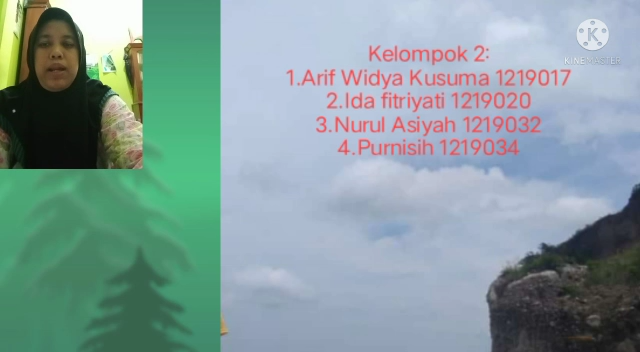 Kelompok 2:
1.Arif Widya Kusuma 1219017
2.Ida fitriyati 1219020
3.Nurul Asiyah 1219032
4.Purnisih 1219034
K
KINEMASTER